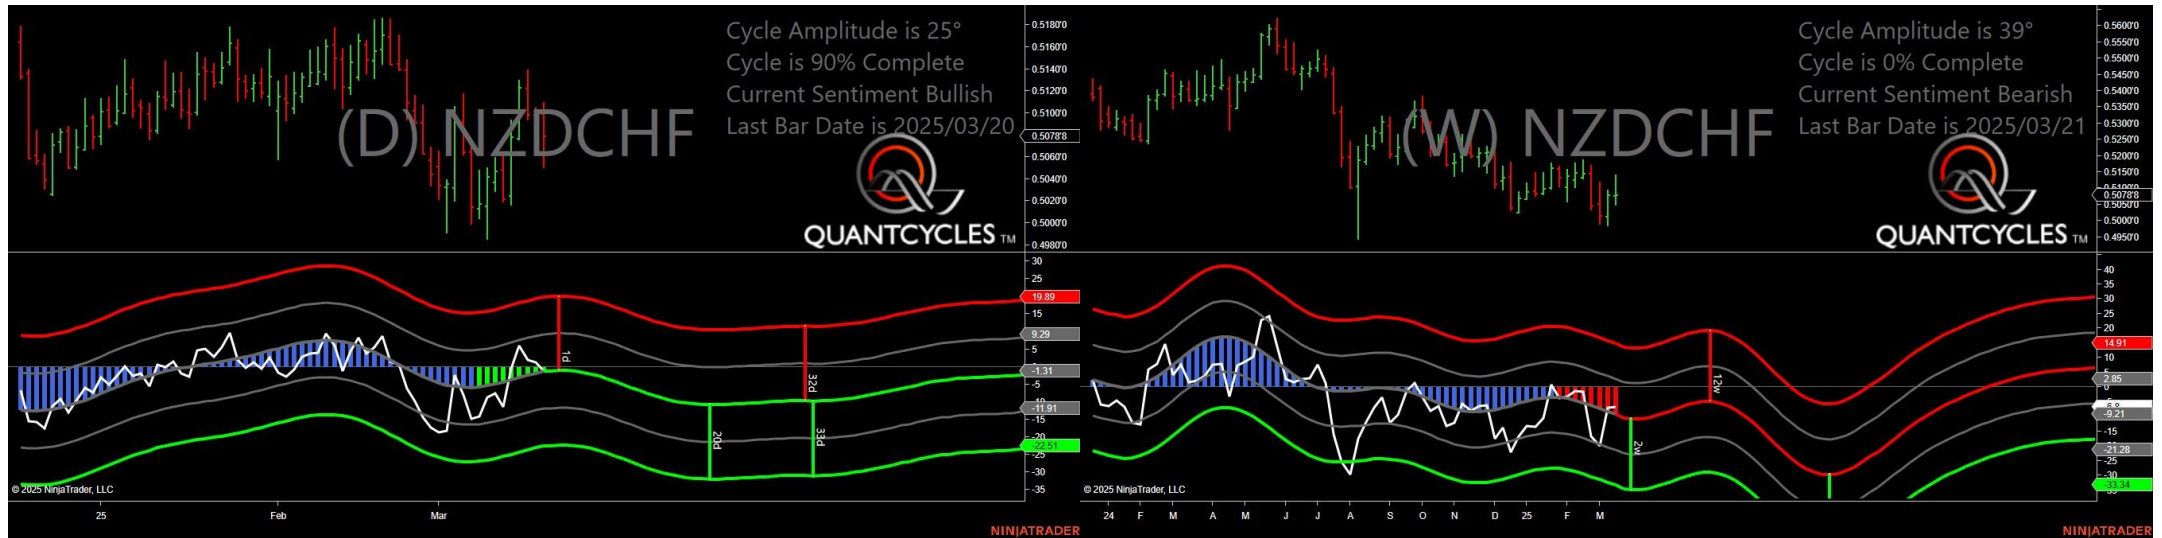 Cycle Amplitude is 25°
Cycle is 90% Complete
Current Sentiment Bullish
Last Bar Date is 2025/03/20
(D) NZDCHF
QUANTCYCLES TM
0.5180'0
0.5160'0
0.5140'0
0.5120'0
0.5100'0
0.5078'8
0.5060'0
0.5040'0
0.5020'0
0.5000'0
0.4980'0
30
25
19.89
15
9.29
5
-1.31
-5
-11.91
-15
-20
-22.51
-25
-30
-35
1d
20d
32d
33d
© 2025 NinjaTrader, LLC
25 Feb Mar
NINJATRADER
Cycle Amplitude is 39°
Cycle is 0% Complete
Current Sentiment Bearish
Last Bar Date is 2025/03/21
(W) NZDCHF
QUANTCYCLES TM
0.5600'0
0.5550'0
0.5500'0
0.5450'0
0.5400'0
0.5350'0
0.5300'0
0.5250'0
0.5200'0
0.5150'0
0.5100'0
0.5078'8
0.5050'0
0.5000'0
0.4950'0
40
35
30
25
20
14.91
10
5
2.85
-9.21
-15
-21.28
-25
-30
-33.34
2w
12w
© 2025 NinjaTrader, LLC
24 F M A M J J A S O N D 25 F M
NINJATRADER